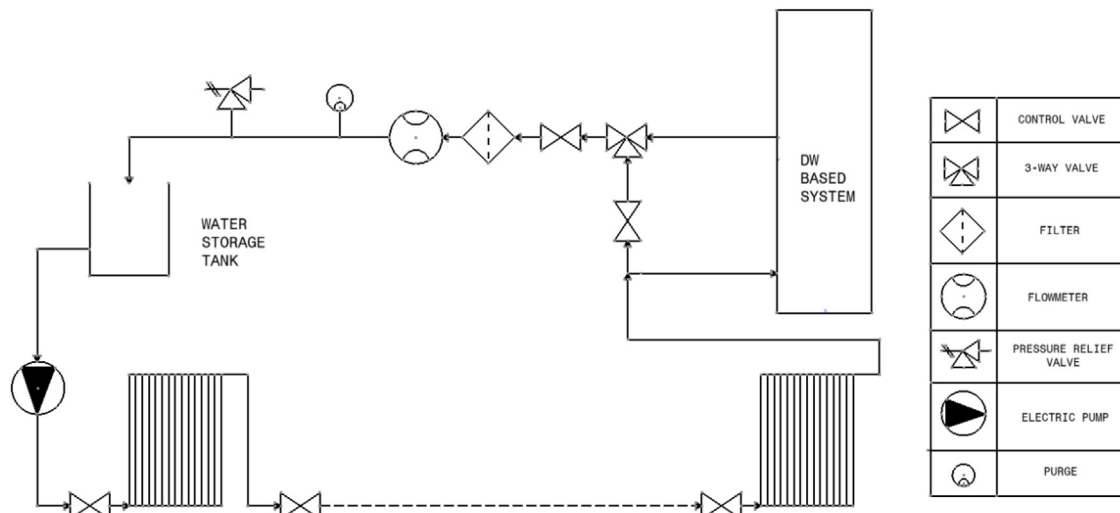 DW
BASED
SYSTEM
WATER
STORAGE
TANK
CONTROL VALVE
3-WAY VALVE
FILTER
FLOWMETER
PRESSURE RELIEF
VALVE
ELECTRIC PUMP
PURGE